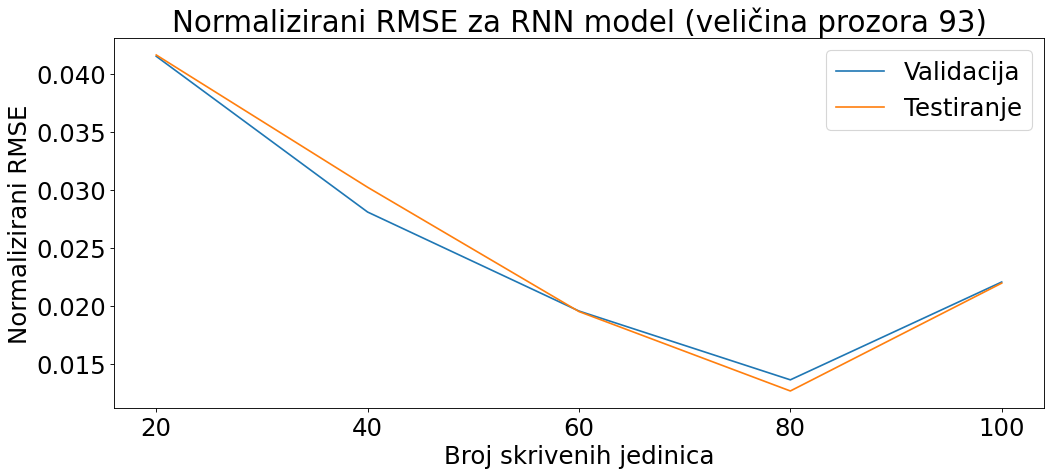 Normalizirani RMSE za RNN model (veličina prozora 93)
Validacija
Testiranje
Normalizirani RMSE
0.040
0.035
0.030
0.025
0.020
0.015
20 40 60 80 100
Broj skrivenih jedinica